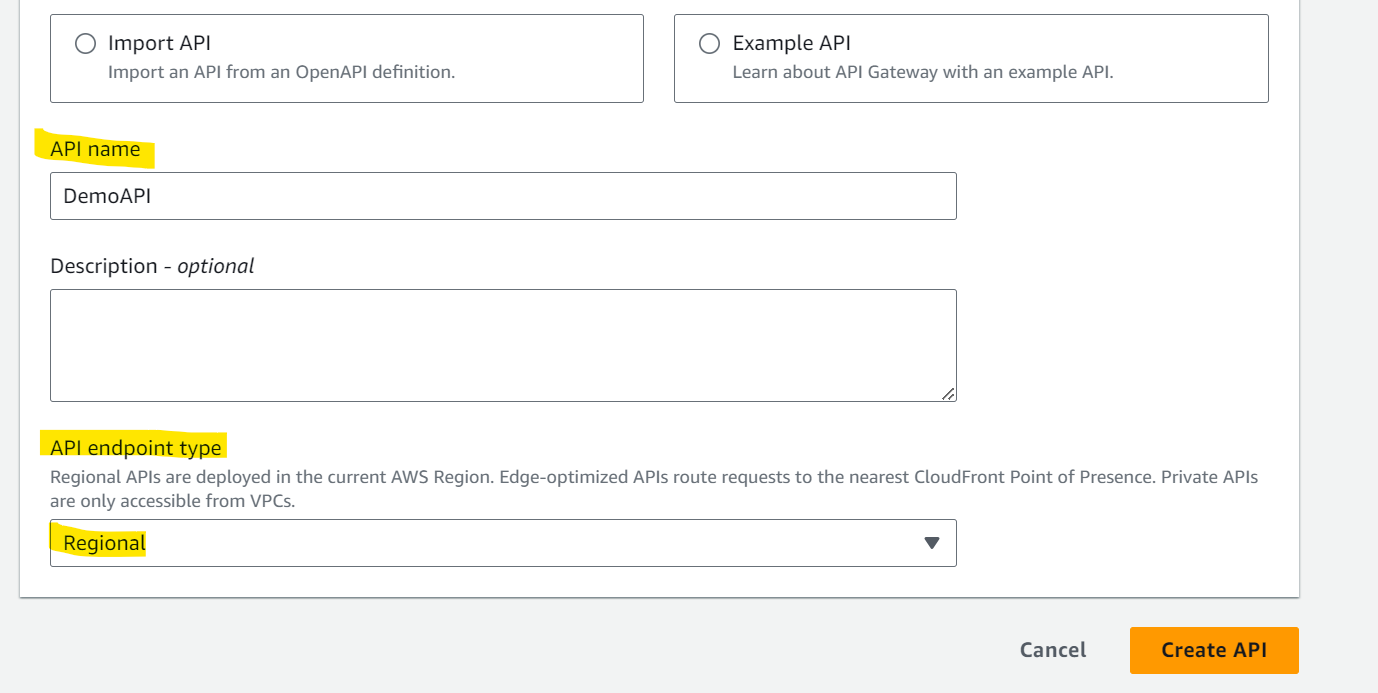 Import API
Import an API from an OpenAPI definition.
Example API
Learn about API Gateway with an example API.
API name
DemoAPI
Description - optional
API endpoint type
Regional APIs are deployed in the current AWS Region. Edge-optimized APIs route requests to the nearest CloudFront Point of Presence. Private APIs
are only accessible from VPCs.
Regional
Cancel
Create API